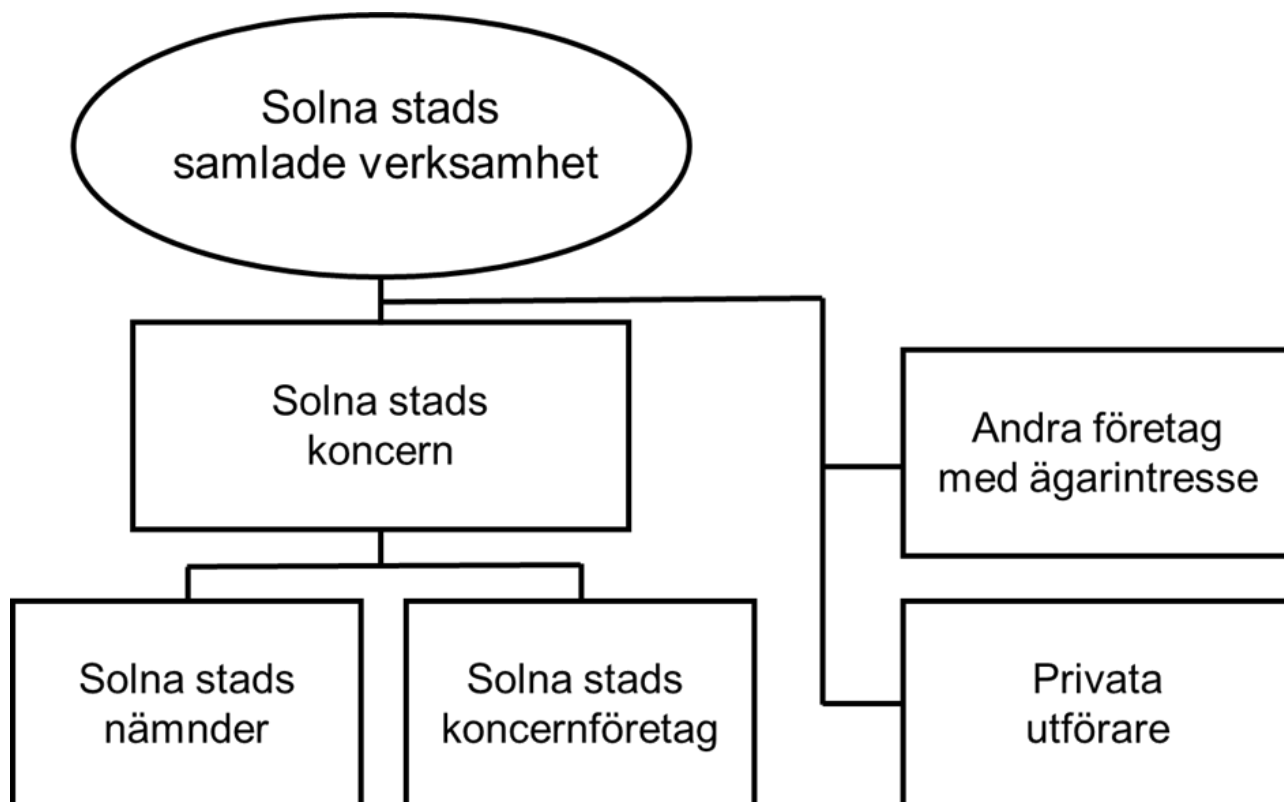 Solna stads
samlade verksamhet
Solna stads
koncern
Andra företag
med ägarintresse
Solna stads
nämnder
Solna stads
koncernföretag
Privata
utförare